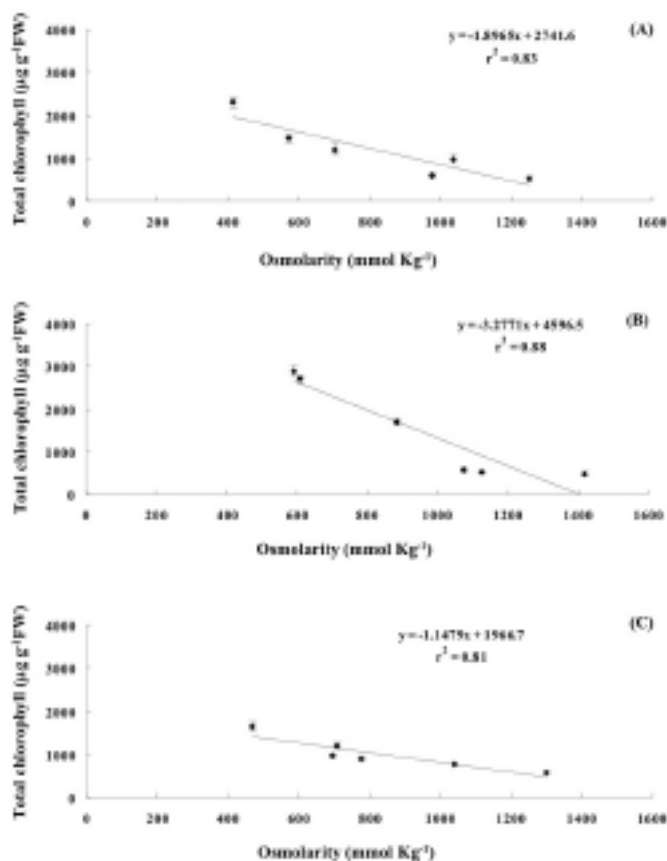 (A)
y = -1.8965x + 2741.6
r² = 0.83
Total chlorophyll (µg g⁻¹FW)
4000
3000
2000
1000
0
0 200 400 600 800 1000 1200 1400 1600
Osmolarity (mmol Kg⁻¹)
(B)
y = -3.2771x + 4596.5
r² = 0.88
Total chlorophyll (µg g⁻¹FW)
4000
3000
2000
1000
0
0 200 400 600 800 1000 1200 1400 1600
Osmolarity (mmol Kg⁻¹)
(C)
y = -1.1479x + 1966.7
r² = 0.81
Total chlorophyll (µg g⁻¹FW)
4000
3000
2000
1000
0
0 200 400 600 800 1000 1200 1400 1600
Osmolarity (mmol Kg⁻¹)